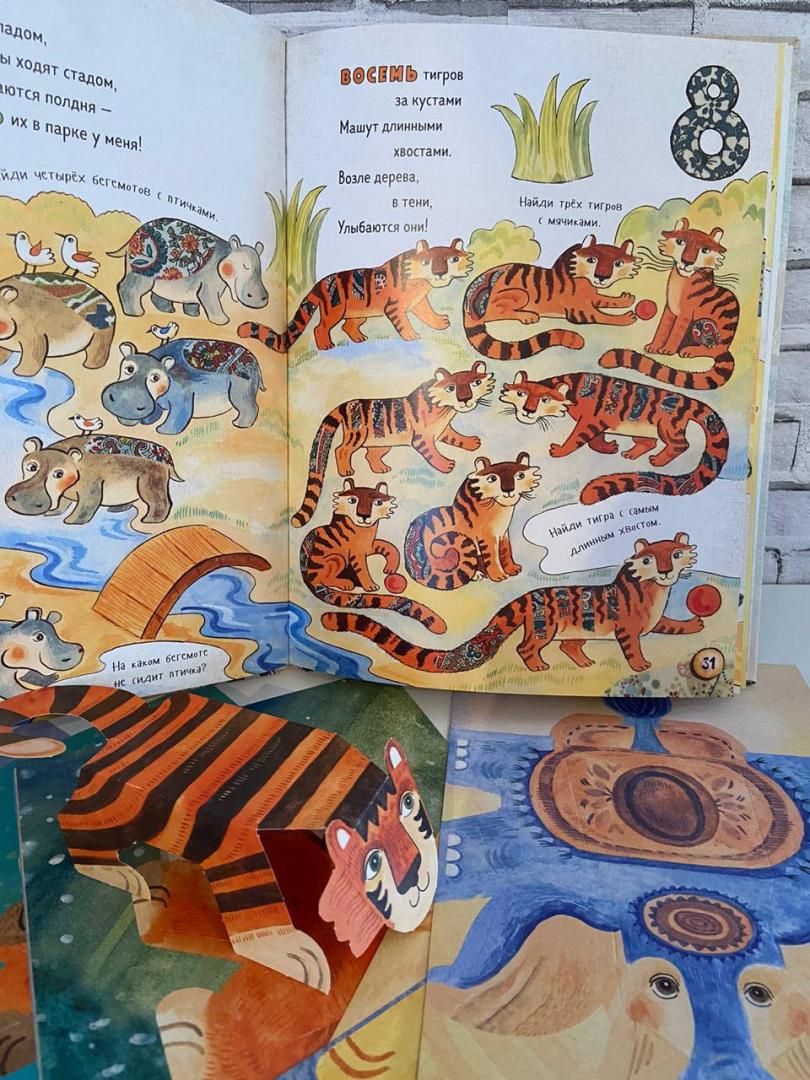 ходят стадом,
полдня —
их в парке у меня!
четырёх бегемотов с птичками.
На каком бегемоте
не сидит птичка?
ВОСЕМЬ тигров
за кустами
Машут длинными
хвостами.
Возле дерева,
в тени,
Улыбаются они!
8
Найди трёх тигров
с мячиками.
Найди тигра с самым
длинным хвостом.
31